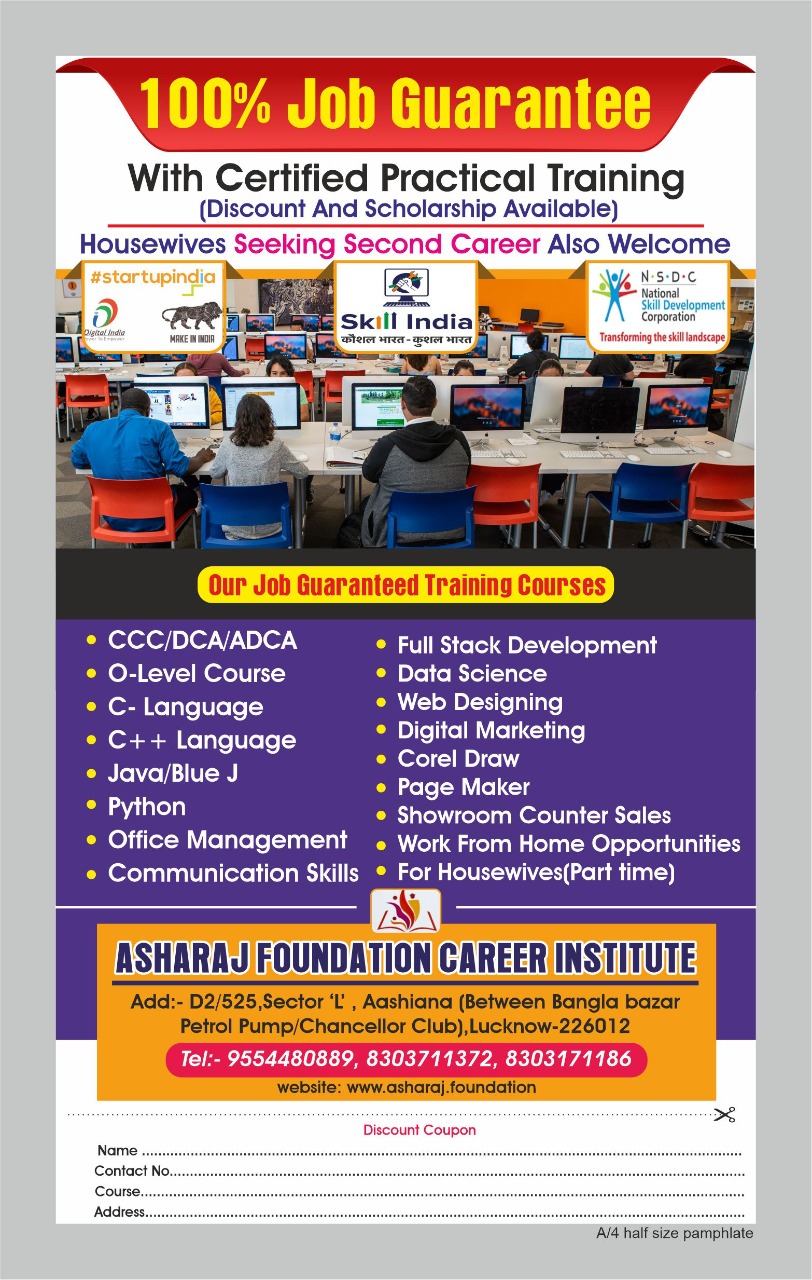 100% Job Guarantee
With Certified Practical Training
(Discount And Scholarship Available)
Housewives Seeking Second Career Also Welcome
#startupindia
Digital India
MAKE IN INDIA
Skill India
कौशल भारत - कुशल भारत
N·S·D·C
National
Skill Development
Corporation
Transforming the skill landscape
Our Job Guaranteed Training Courses
• CCC/DCA/ADCA
• O-Level Course
• C- Language
• C++ Language
• Java/Blue J
• Python
• Office Management
• Communication Skills
• Full Stack Development
• Data Science
• Web Designing
• Digital Marketing
• Corel Draw
• Page Maker
• Showroom Counter Sales
• Work From Home Opportunities
• For Housewives(Part time)
ASHARAJ FOUNDATION CAREER INSTITUTE
Add:- D2/525,Sector ‘L’ , Aashiana (Between Bangla bazar
Petrol Pump/Chancellor Club),Lucknow-226012
Tel:- 9554480889, 8303711372, 8303171186
website: www.asharaj.foundation
Discount Coupon
Name ................................................
Contact No................................................
Course................................................
Address................................................
A/4 half size pamphlate